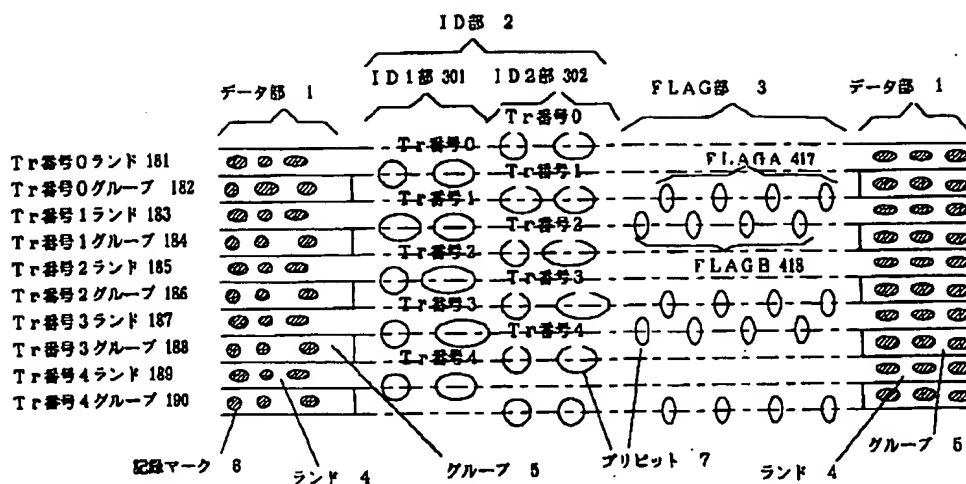 ID部 2
データ部 1
ID1部 301
ID2部 302
FLAG部 3
データ部 1
Tr番号0
Tr番号0
Tr番号0ランド 181
FLAGA 417
Tr番号1
Tr番号0グループ 182
Tr番号1
Tr番号1ランド 183
Tr番号2
Tr番号1グループ 184
Tr番号2
FLAGB 418
Tr番号2ランド 185
Tr番号3
Tr番号2グループ 186
Tr番号3
Tr番号3ランド 187
Tr番号4
Tr番号3グループ 188
Tr番号4
Tr番号4ランド 189
Tr番号4グループ 190
記録マーク 6
ランド 4
グループ 5
プリピット 7
ランド 4
グループ 5